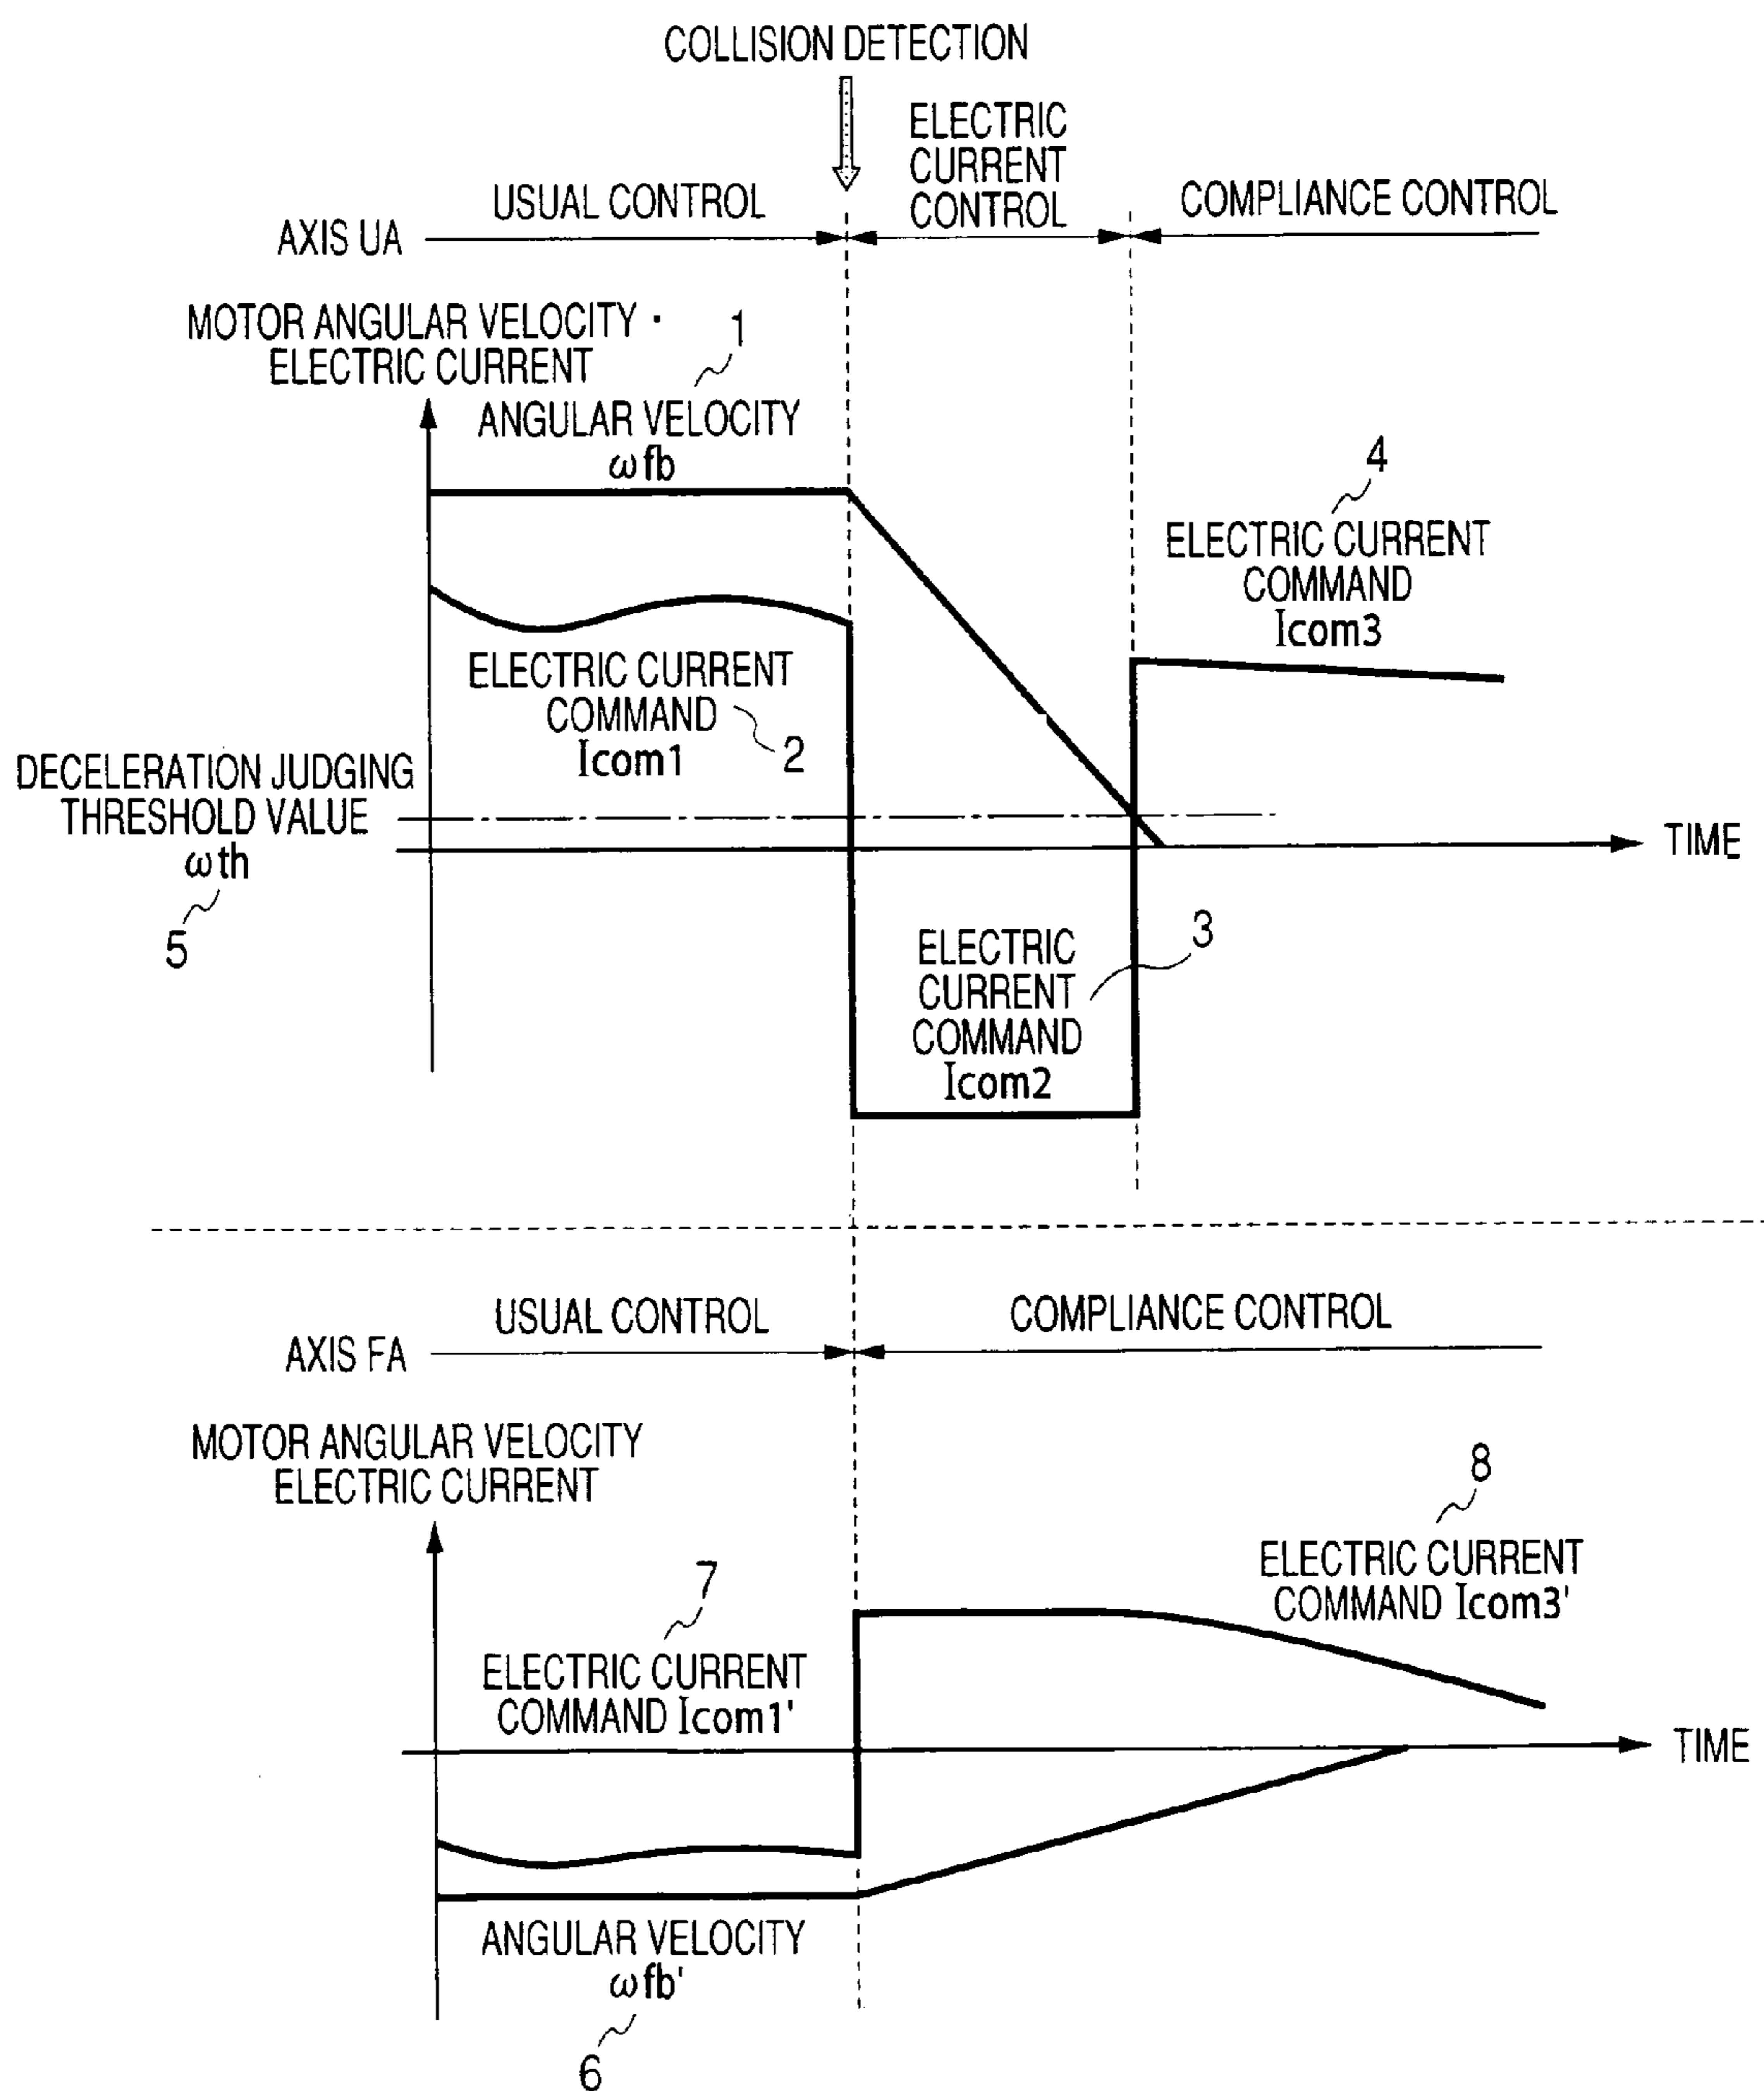 COLLISION DETECTION
ELECTRIC
CURRENT
CONTROL
USUAL CONTROL
COMPLIANCE CONTROL
AXIS UA
MOTOR ANGULAR VELOCITY ·
ELECTRIC CURRENT
1
ANGULAR VELOCITY
ωfb
4
ELECTRIC CURRENT
COMMAND
Icom3
ELECTRIC CURRENT
COMMAND
Icom1
2
DECELERATION JUDGING
THRESHOLD VALUE
ωth
5
TIME
ELECTRIC
CURRENT
COMMAND
Icom2
3
USUAL CONTROL
COMPLIANCE CONTROL
AXIS FA
MOTOR ANGULAR VELOCITY
ELECTRIC CURRENT
8
ELECTRIC CURRENT
COMMAND Icom3'
7
ELECTRIC CURRENT
COMMAND Icom1'
TIME
ANGULAR VELOCITY
ωfb'
6